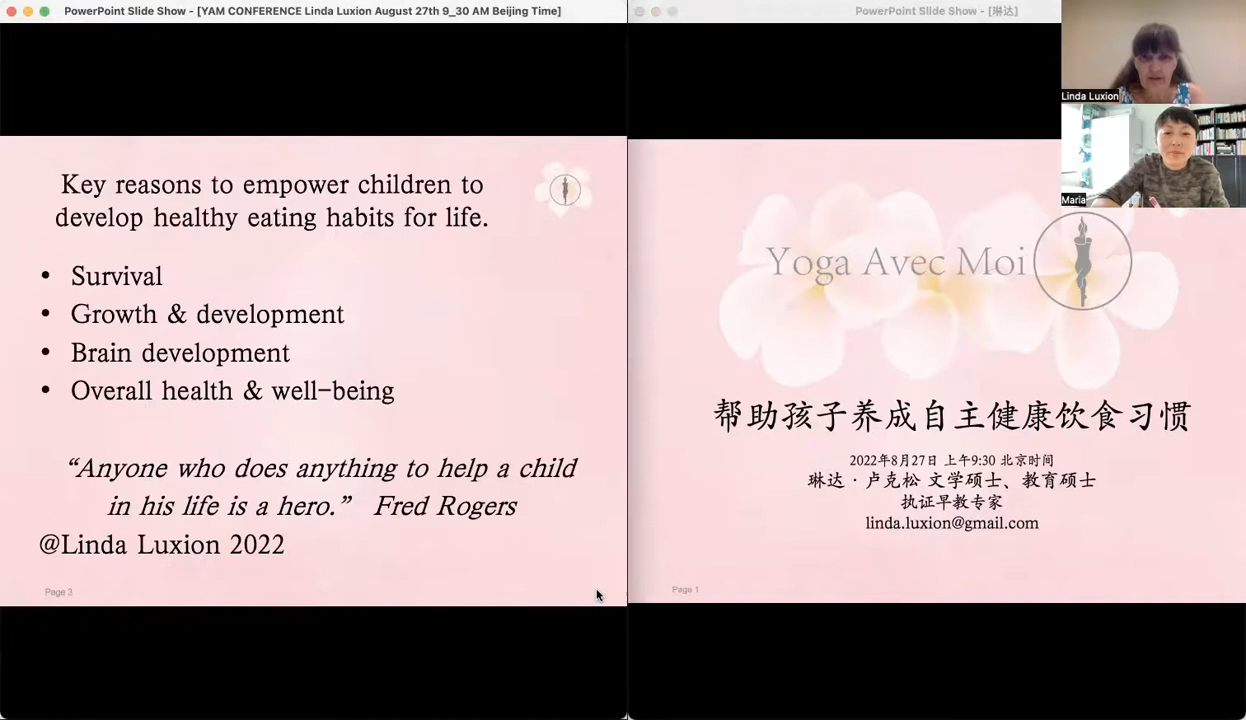 PowerPoint Slide Show - [YAM CONFERENCE Linda Luxion August 27th 9_30 AM Beijing Time]
Key reasons to empower children to
develop healthy eating habits for life.
• Survival
• Growth & development
• Brain development
• Overall health & well-being
“Anyone who does anything to help a child
in his life is a hero.” Fred Rogers
@Linda Luxion 2022
Page 3
PowerPoint Slide Show - [琳达]
Linda Luxion
Maria
Yoga Avec Moi
帮助孩子养成自主健康饮食习惯
2022年8月27日 上午9:30 北京时间
琳达 · 卢克松 文学硕士、教育硕士
执证早教专家
linda.luxion@gmail.com
Page 1